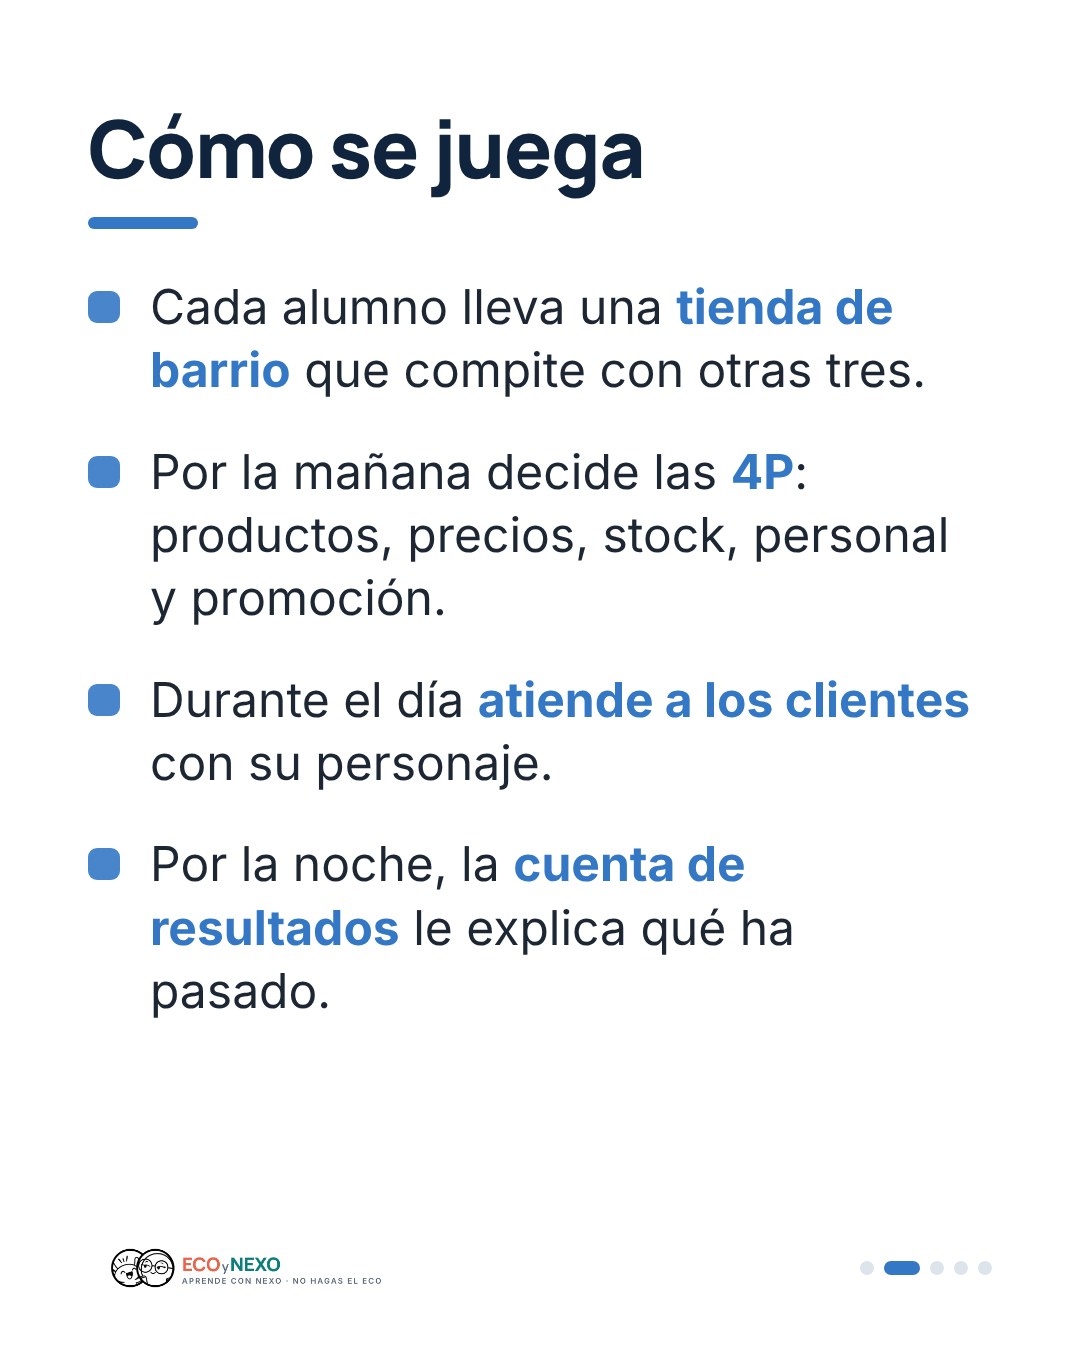 Cómo se juega
Cada alumno lleva una tienda de
barrio que compite con otras tres.
Por la mañana decide las 4P:
productos, precios, stock, personal
y promoción.
Durante el día atiende a los clientes
con su personaje.
Por la noche, la cuenta de
resultados le explica qué ha
pasado.
ECO y NEXO
APRENDE CON NEXO · NO HAGAS EL ECO